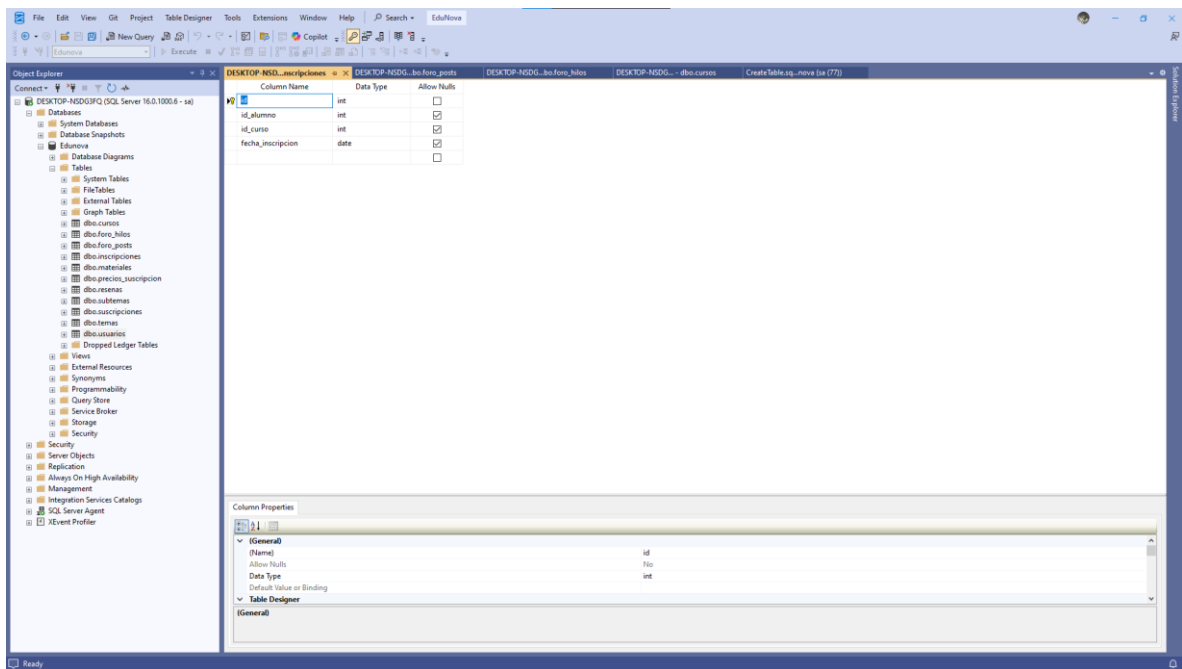 File Edit View Git Project Table Designer Tools Extensions Window Help Search EduNova
New Query Copilot
Edunova Execute
Object Explorer
DESKTOP-NSD...nscripciones
DESKTOP-NSDG...bo.foro_posts
DESKTOP-NSDG...bo.foro_hilos
DESKTOP-NSDG... - dbo.cursos
CreateTable.sq...nova (sa (77))
Solution Explorer
Connect
DESKTOP-NSDG3FQ (SQL Server 16.0.1000.6 - sa)
Databases
System Databases
Database Snapshots
Edunova
Database Diagrams
Tables
System Tables
FileTables
External Tables
Graph Tables
dbo.cursos
dbo.foro_hilos
dbo.foro_posts
dbo.inscripciones
dbo.materiales
dbo.precios_suscripcion
dbo.resenas
dbo.subtemas
dbo.suscripciones
dbo.temas
dbo.usuarios
Dropped Ledger Tables
Views
External Resources
Synonyms
Programmability
Query Store
Service Broker
Storage
Security
Security
Server Objects
Replication
Always On High Availability
Management
Integration Services Catalogs
SQL Server Agent
XEvent Profiler
Column Name Data Type Allow Nulls
id int
id_alumno int
id_curso int
fecha_inscripcion date
Column Properties
(General)
(Name) id
Allow Nulls No
Data Type int
Default Value or Binding
Table Designer
(General)
Ready